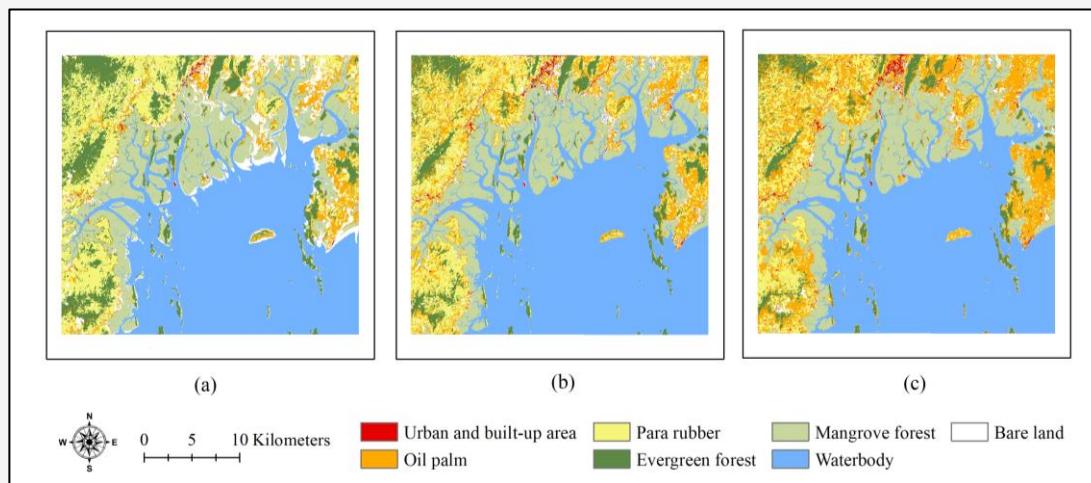 (a) (b) (c)
N
W E
S
0 5 10 Kilometers
Urban and built-up area Para rubber Mangrove forest Bare land
Oil palm Evergreen forest Waterbody